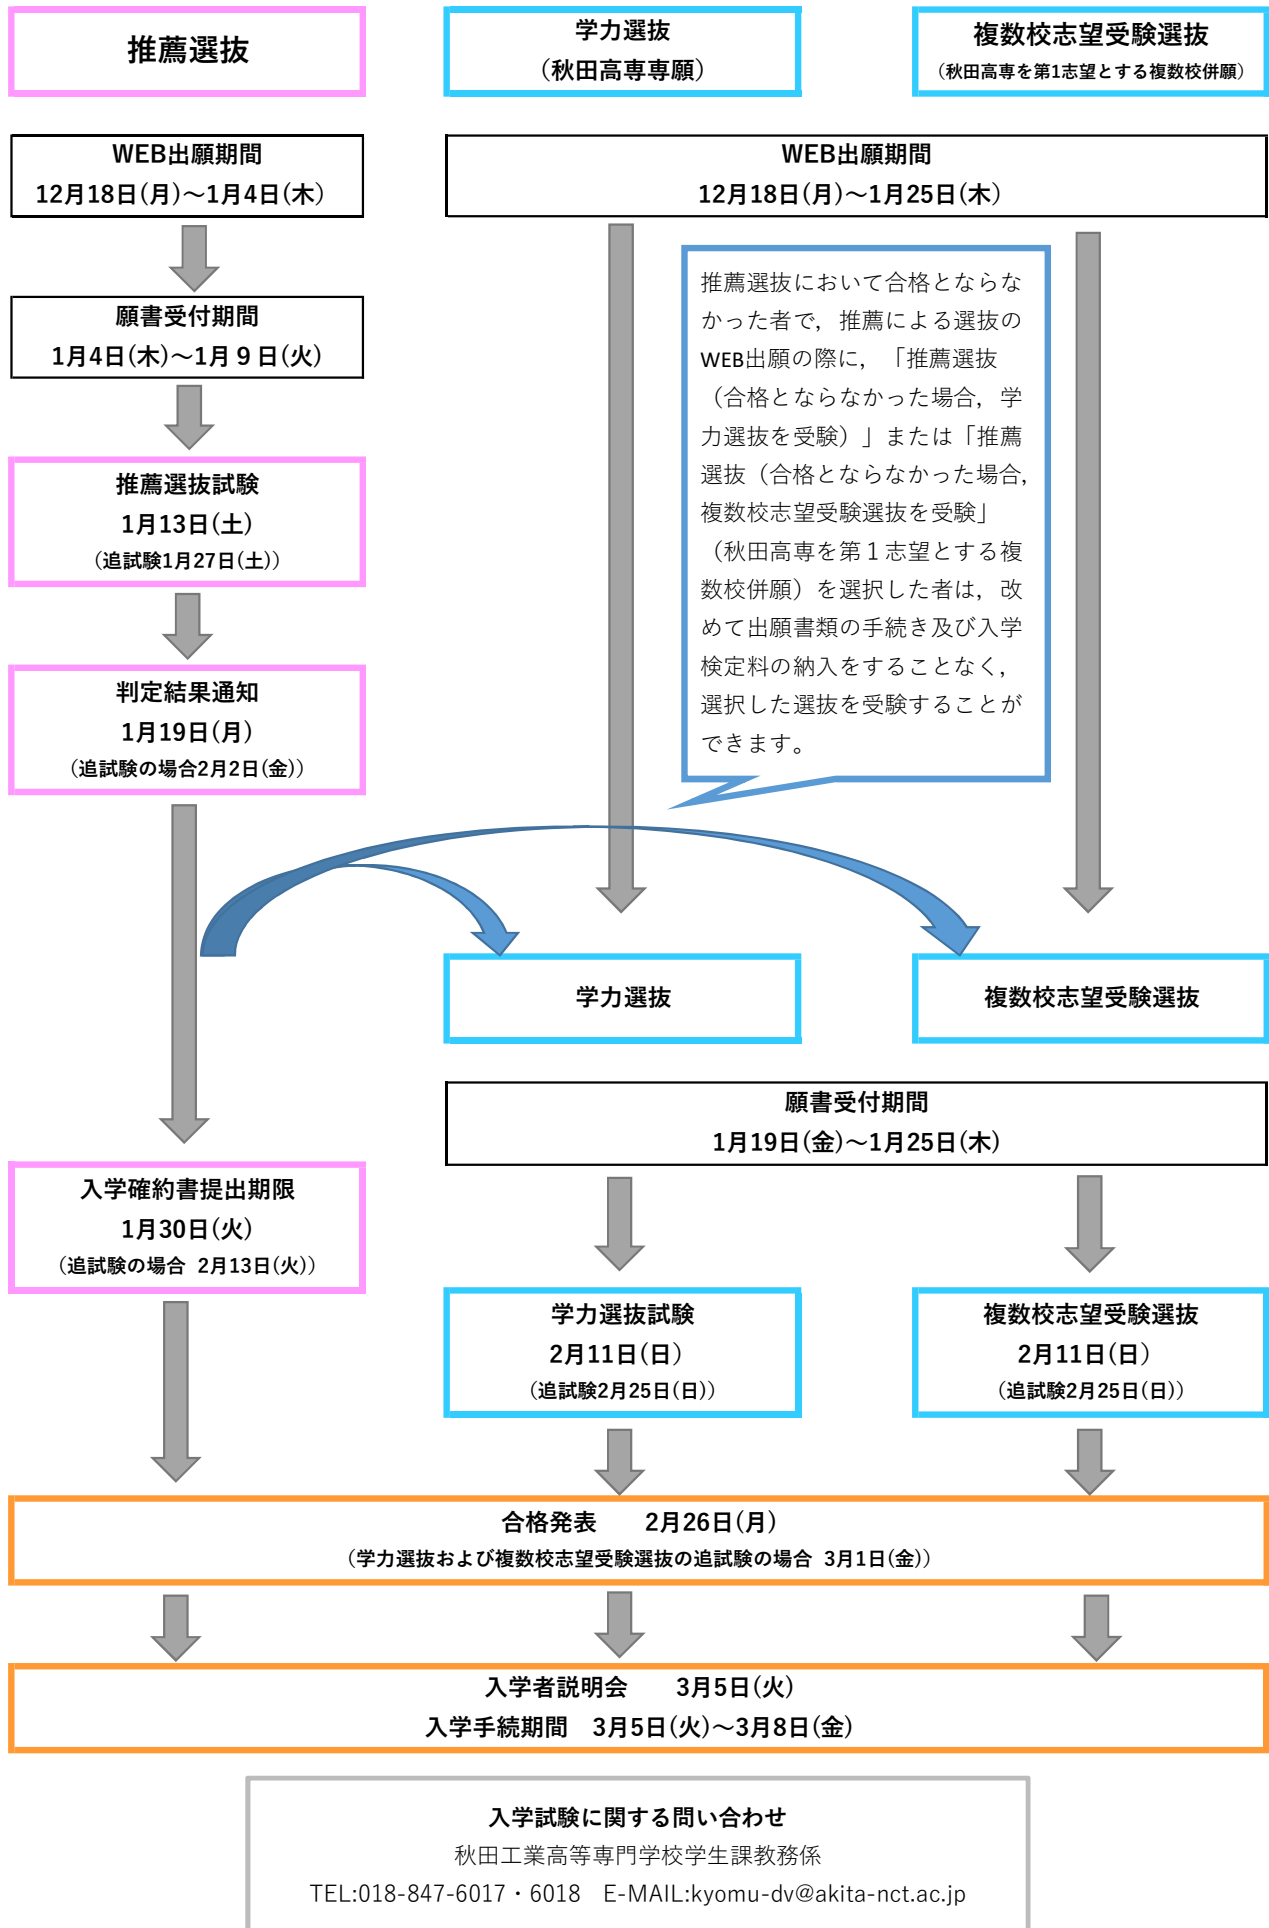 推薦選抜
学力選抜
（秋田高専専願）
複数校志望受験選抜
（秋田高専を第1志望とする複数校併願）
WEB出願期間
12月18日(月)～1月4日(木)
WEB出願期間
12月18日(月)～1月25日(木)
願書受付期間
1月4日(木)～1月９日(火)
推薦選抜試験
1月13日(土)
（追試験1月27日(土)）
判定結果通知
1月19日(月)
（追試験の場合2月2日(金)）
推薦選抜において合格とならな
かった者で，推薦による選抜の
WEB出願の際に，「推薦選抜
（合格とならなかった場合，学
力選抜を受験）」または「推薦
選抜（合格とならなかった場合，
複数校志望受験選抜を受験」
（秋田高専を第１志望とする複
数校併願）を選択した者は，改
めて出願書類の手続き及び入学
検定料の納入をすることなく，
選択した選抜を受験することが
できます。
学力選抜
複数校志望受験選抜
願書受付期間
1月19日(金)～1月25日(木)
入学確約書提出期限
1月30日(火)
（追試験の場合 2月13日(火)）
学力選抜試験
2月11日(日)
（追試験2月25日(日)）
複数校志望受験選抜
2月11日(日)
（追試験2月25日(日)）
合格発表　　2月26日(月)
（学力選抜および複数校志望受験選抜の追試験の場合 3月1日(金)）
入学者説明会　　3月5日(火)
入学手続期間　3月5日(火)～3月8日(金)
入学試験に関する問い合わせ
秋田工業高等専門学校学生課教務係
TEL:018-847-6017・6018　E-MAIL:kyomu-dv@akita-nct.ac.jp